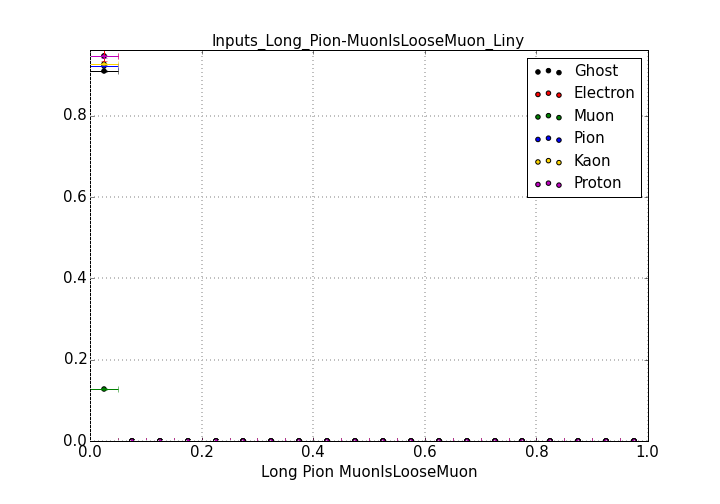 Inputs_Long_Pion-MuonIsLooseMuon_Liny
Ghost
Electron
Muon
Pion
Kaon
Proton
0.8
0.6
0.4
0.2
0.0
0.0 0.2 0.4 0.6 0.8 1.0
Long Pion MuonIsLooseMuon